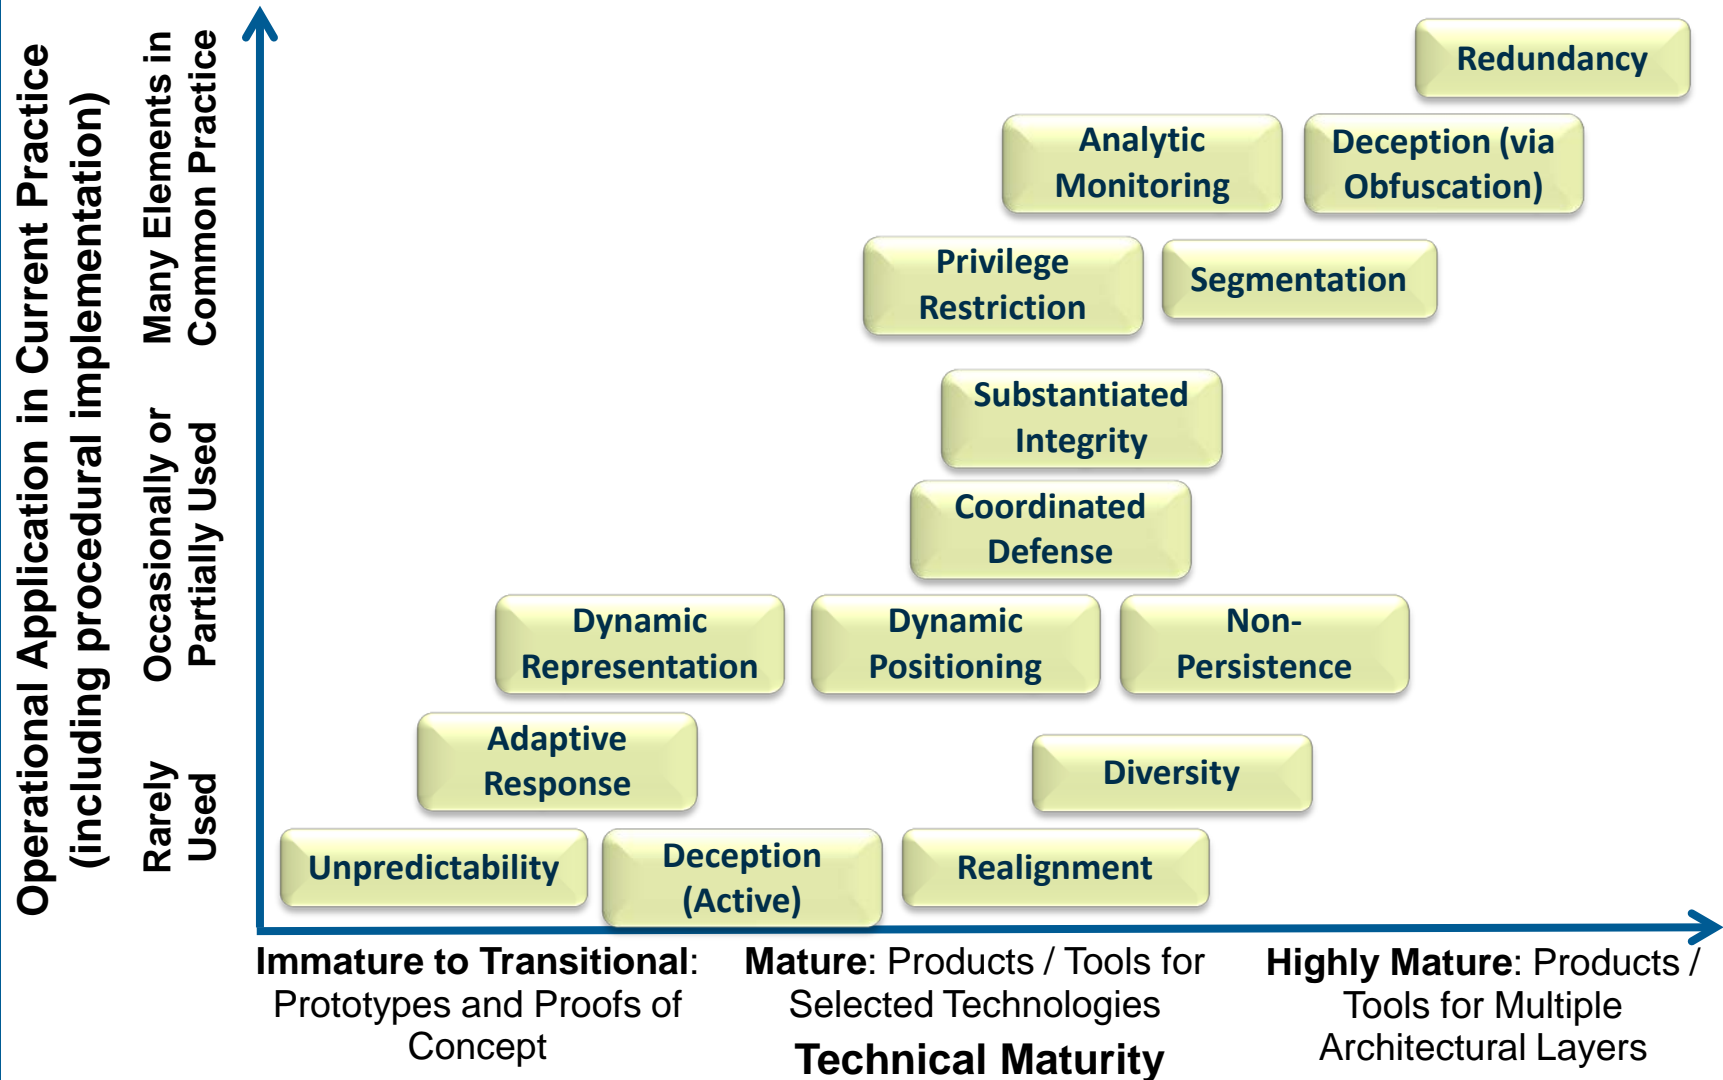 Operational Application in Current Practice
(including procedural implementation)
Many Elements in
Common Practice
Occasionally or
Partially Used
Rarely
Used
Redundancy
Analytic
Monitoring
Deception (via
Obfuscation)
Privilege
Restriction
Segmentation
Substantiated
Integrity
Coordinated
Defense
Dynamic
Representation
Dynamic
Positioning
Non-
Persistence
Adaptive
Response
Diversity
Unpredictability
Deception
(Active)
Realignment
Immature to Transitional:
Prototypes and Proofs of
Concept
Mature: Products / Tools for
Selected Technologies
Highly Mature: Products /
Tools for Multiple
Architectural Layers
Technical Maturity